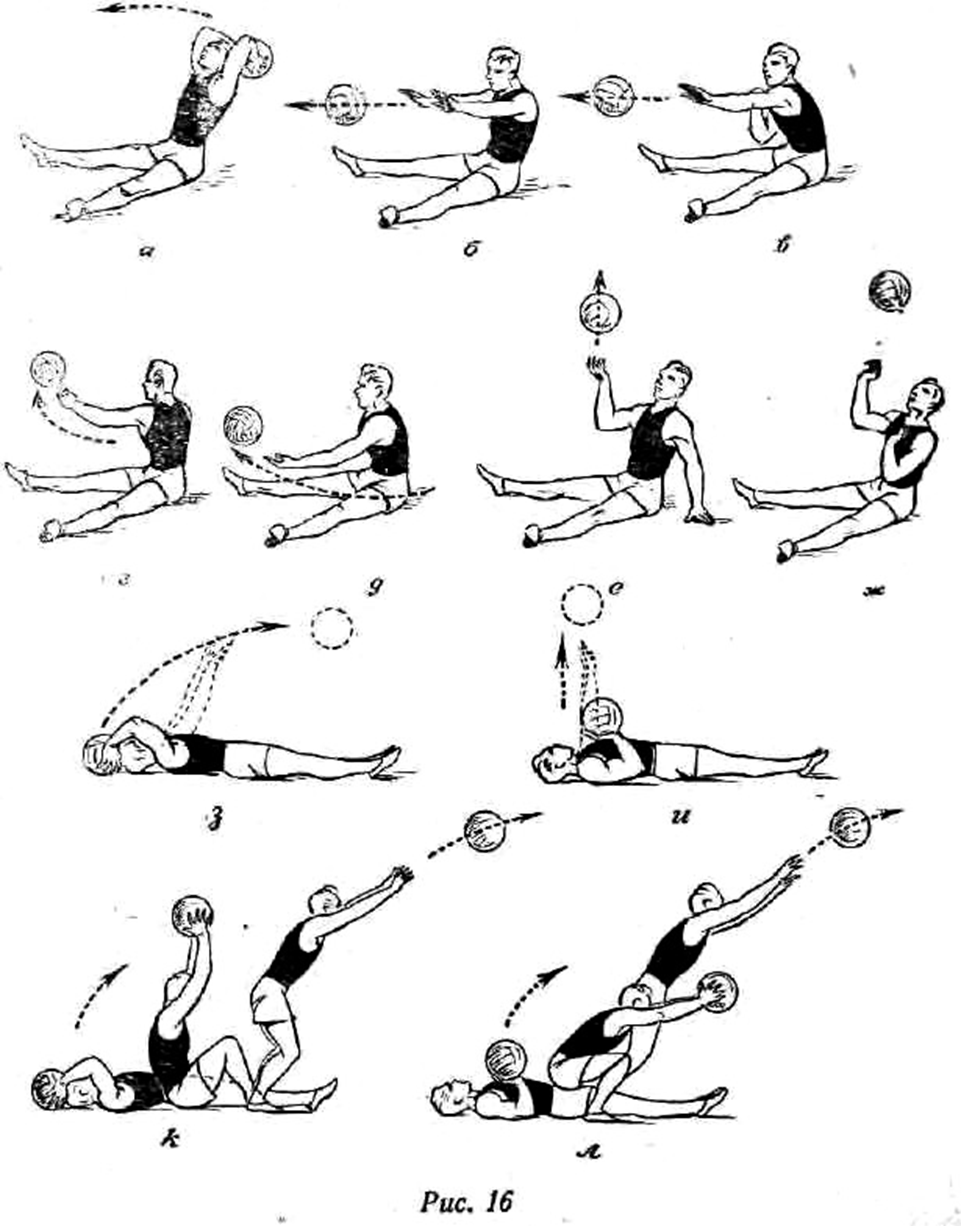 а б в
г д е ж
з и
к л
Рис. 16